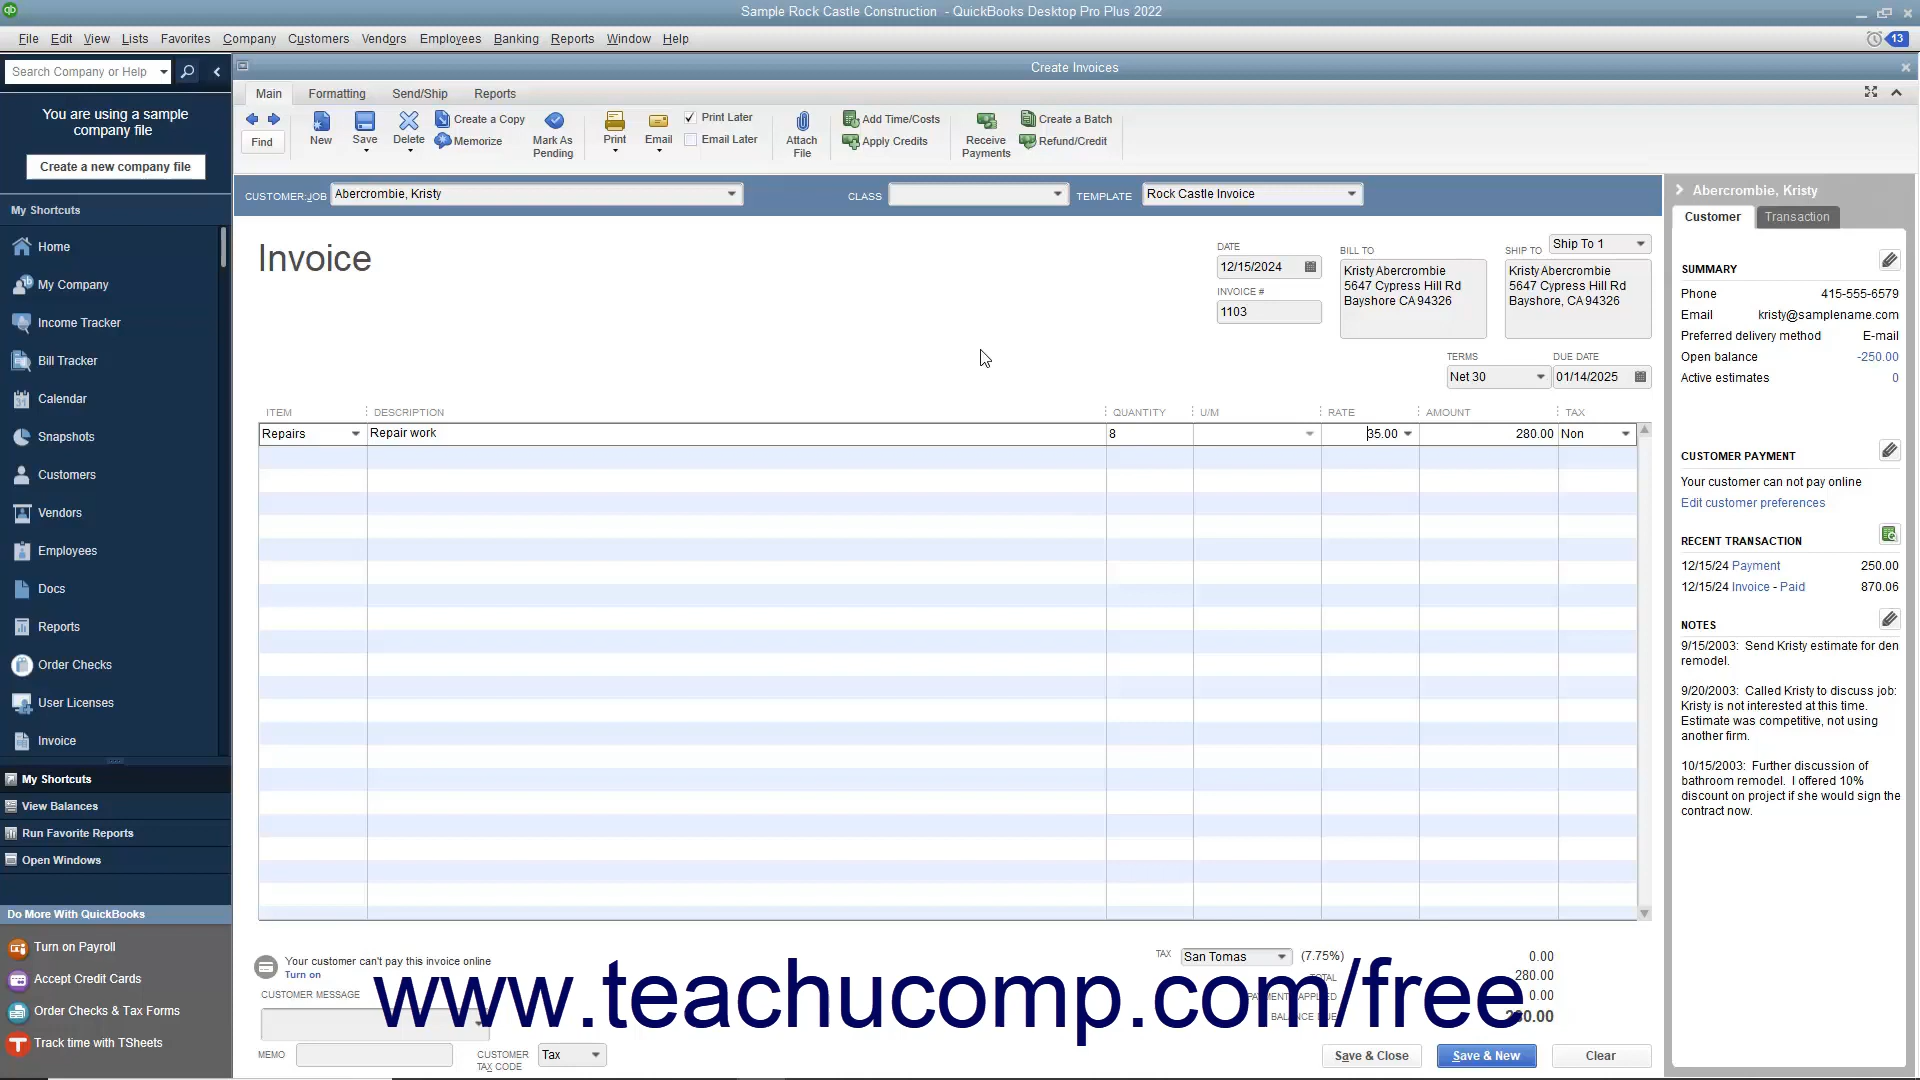 Sample Rock Castle Construction - QuickBooks Desktop Pro Plus 2022
File Edit View Lists Favorites Company Customers Vendors Employees Banking Reports Window Help
13
Search Company or Help
Create Invoices
Main Formatting Send/Ship Reports
You are using a sample
company file
Create a new company file
Find
New
Save
Delete
Create a Copy
Memorize
Mark As
Pending
Print
Email
Print Later
Email Later
Attach
File
Add Time/Costs
Apply Credits
Receive
Payments
Create a Batch
Refund/Credit
My Shortcuts
Home
My Company
Income Tracker
Bill Tracker
Calendar
Snapshots
Customers
Vendors
Employees
Docs
Reports
Order Checks
User Licenses
Invoice
My Shortcuts
View Balances
Run Favorite Reports
Open Windows
Do More With QuickBooks
Turn on Payroll
Accept Credit Cards
Order Checks & Tax Forms
Track time with TSheets
CUSTOMER:JOB Abercrombie, Kristy CLASS TEMPLATE Rock Castle Invoice
Invoice
DATE
12/15/2024
INVOICE #
1103
BILL TO
Kristy Abercrombie
5647 Cypress Hill Rd
Bayshore CA 94326
SHIP TO Ship To 1
Kristy Abercrombie
5647 Cypress Hill Rd
Bayshore, CA 94326
TERMS DUE DATE
Net 30 01/14/2025
ITEM DESCRIPTION QUANTITY U/M RATE AMOUNT TAX
Repairs Repair work 8 35.00 280.00 Non
Your customer can't pay this invoice online
Turn on
CUSTOMER MESSAGE
MEMO
CUSTOMER
TAX CODE
Tax
TAX San Tomas (7.75%) 0.00
TOTAL 280.00
PAYMENTS APPLIED 0.00
BALANCE DUE 280.00
www.teachucomp.com/free
Save & Close Save & New Clear
Abercrombie, Kristy
Customer Transaction
SUMMARY
Phone 415-555-6579
Email kristy@samplename.com
Preferred delivery method E-mail
Open balance -250.00
Active estimates 0
CUSTOMER PAYMENT
Your customer can not pay online
Edit customer preferences
RECENT TRANSACTION
12/15/24 Payment 250.00
12/15/24 Invoice - Paid 870.06
NOTES
9/15/2003: Send Kristy estimate for den
remodel.
9/20/2003: Called Kristy to discuss job:
Kristy is not interested at this time.
Estimate was competitive, not using
another firm.
10/15/2003: Further discussion of
bathroom remodel. I offered 10%
discount on project if she would sign the
contract now.